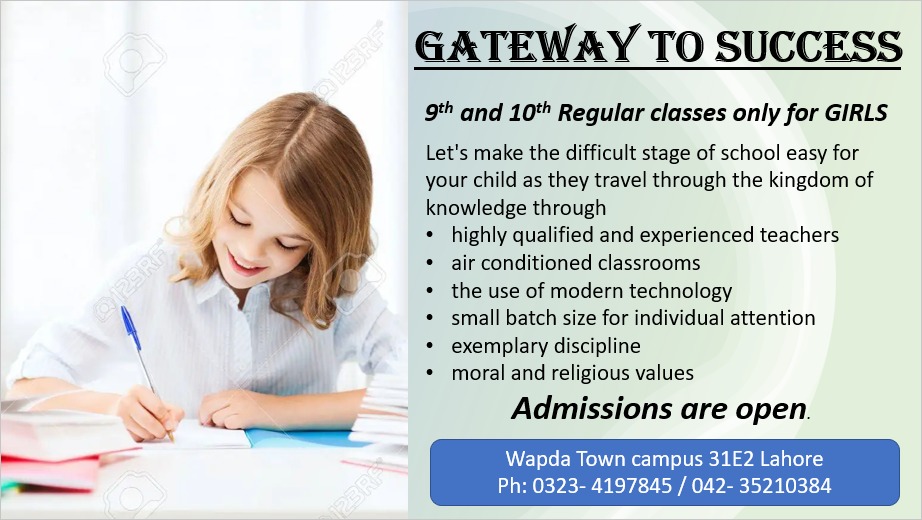 GATEWAY TO SUCCESS
9th and 10th Regular classes only for GIRLS
Let's make the difficult stage of school easy for
your child as they travel through the kingdom of
knowledge through
• highly qualified and experienced teachers
• air conditioned classrooms
• the use of modern technology
• small batch size for individual attention
• exemplary discipline
• moral and religious values
Admissions are open.
Wapda Town campus 31E2 Lahore
Ph: 0323- 4197845 / 042- 35210384